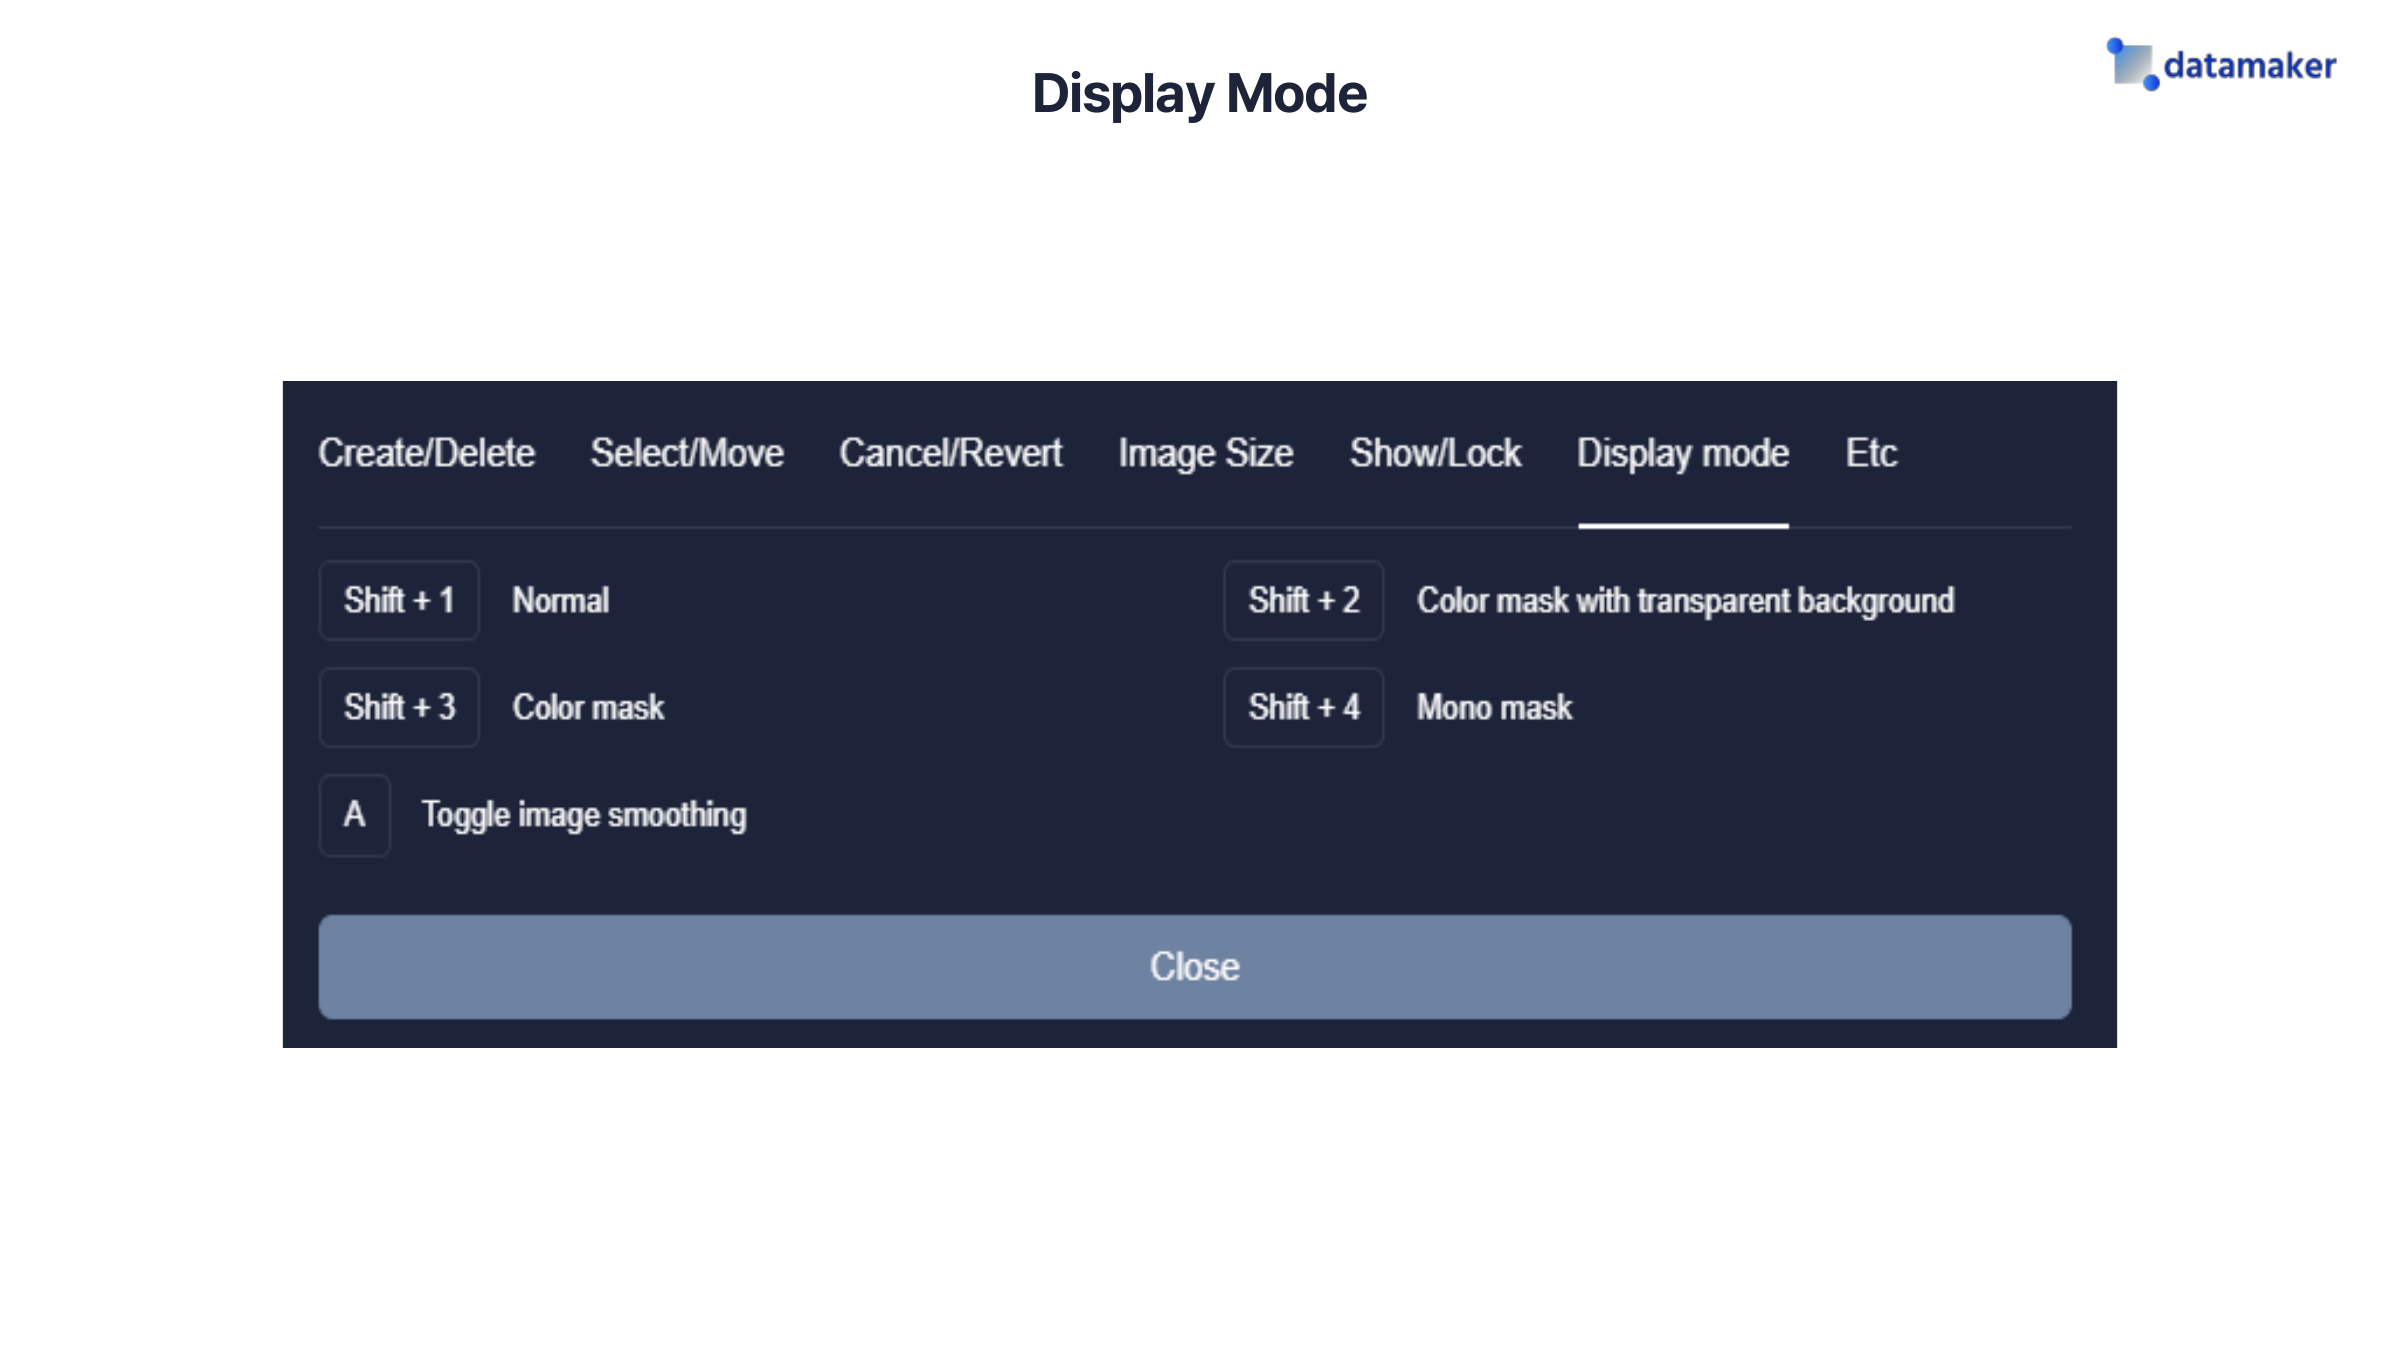 Display Mode
datamaker
Create/Delete Select/Move Cancel/Revert Image Size Show/Lock Display mode Etc
Shift + 1 Normal Shift + 2 Color mask with transparent background
Shift + 3 Color mask Shift + 4 Mono mask
A Toggle image smoothing
Close